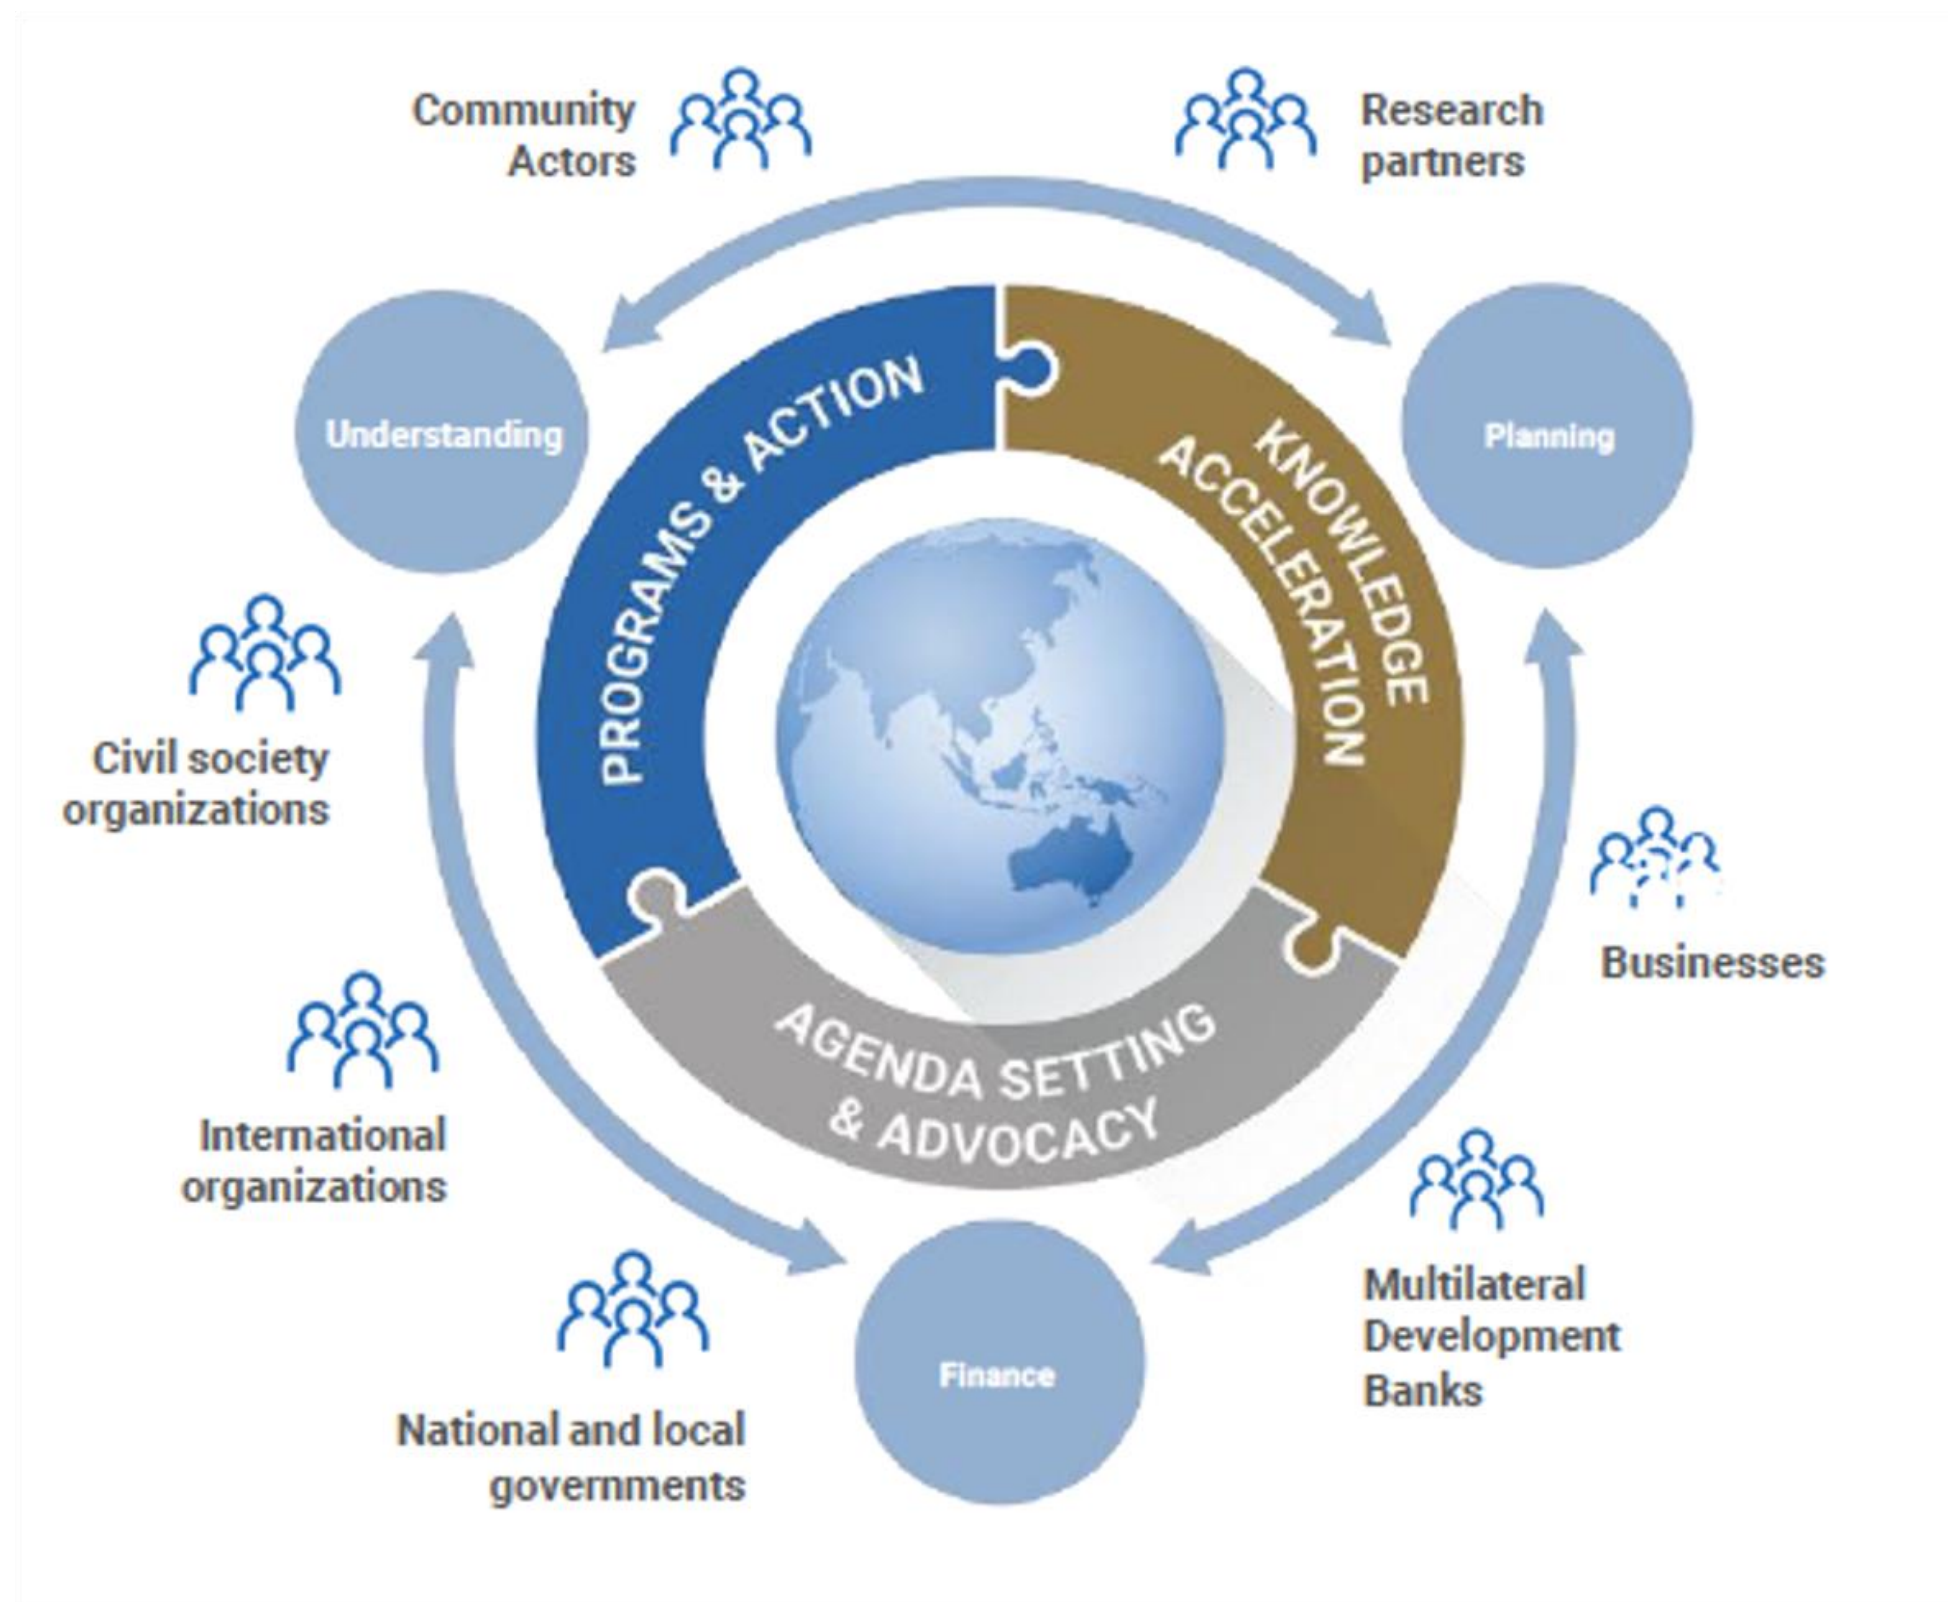 Community
Actors
Research
partners
Understanding
PROGRAMS & ACTION
KNOWLEDGE
ACCELERATION
Planning
Civil society
organizations
Businesses
AGENDA SETTING
& ADVOCACY
International
organizations
Multilateral
Development
Banks
Finance
National and local
governments